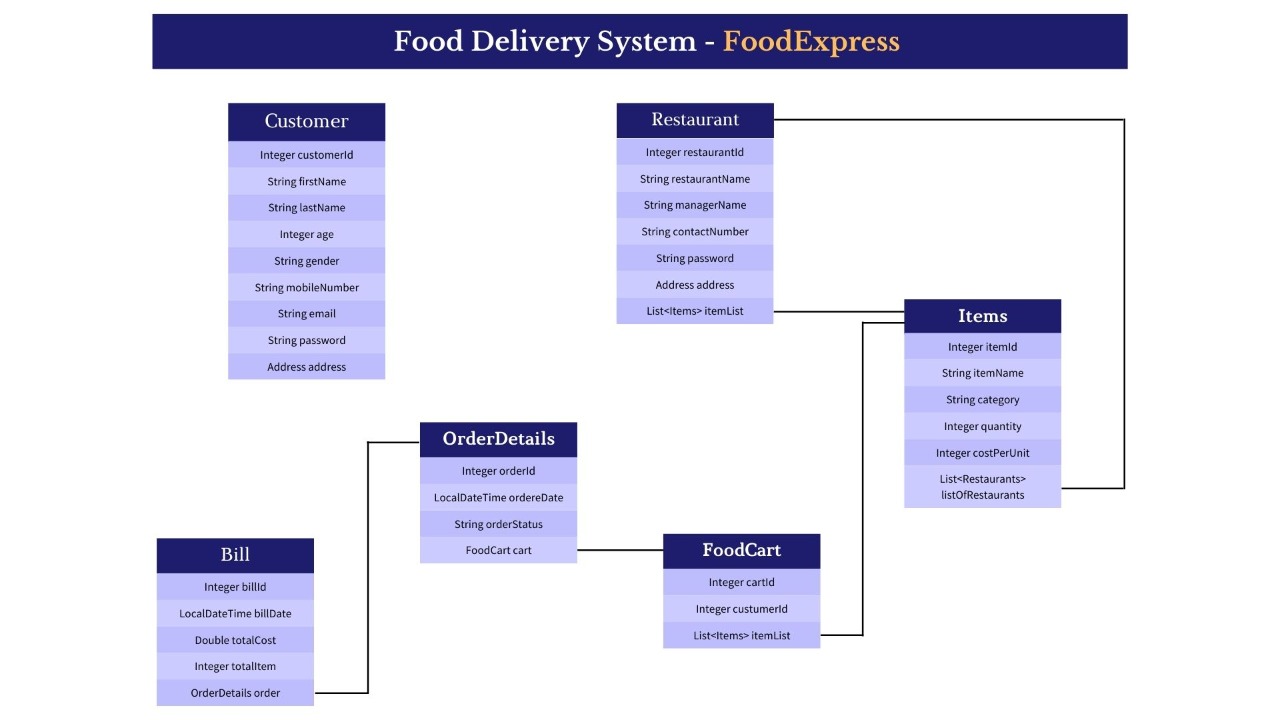 Food Delivery System - FoodExpress
Customer
Integer customerId
String firstName
String lastName
Integer age
String gender
String mobileNumber
String email
String password
Address address
Restaurant
Integer restaurantId
String restaurantName
String managerName
String contactNumber
String password
Address address
List<Items> itemList
Items
Integer itemId
String itemName
String category
Integer quantity
Integer costPerUnit
List<Restaurants>
listOfRestaurants
OrderDetails
Integer orderId
LocalDateTime ordereDate
String orderStatus
FoodCart cart
FoodCart
Integer cartId
Integer custumerId
List<Items> itemList
Bill
Integer billId
LocalDateTime billDate
Double totalCost
Integer totalItem
OrderDetails order